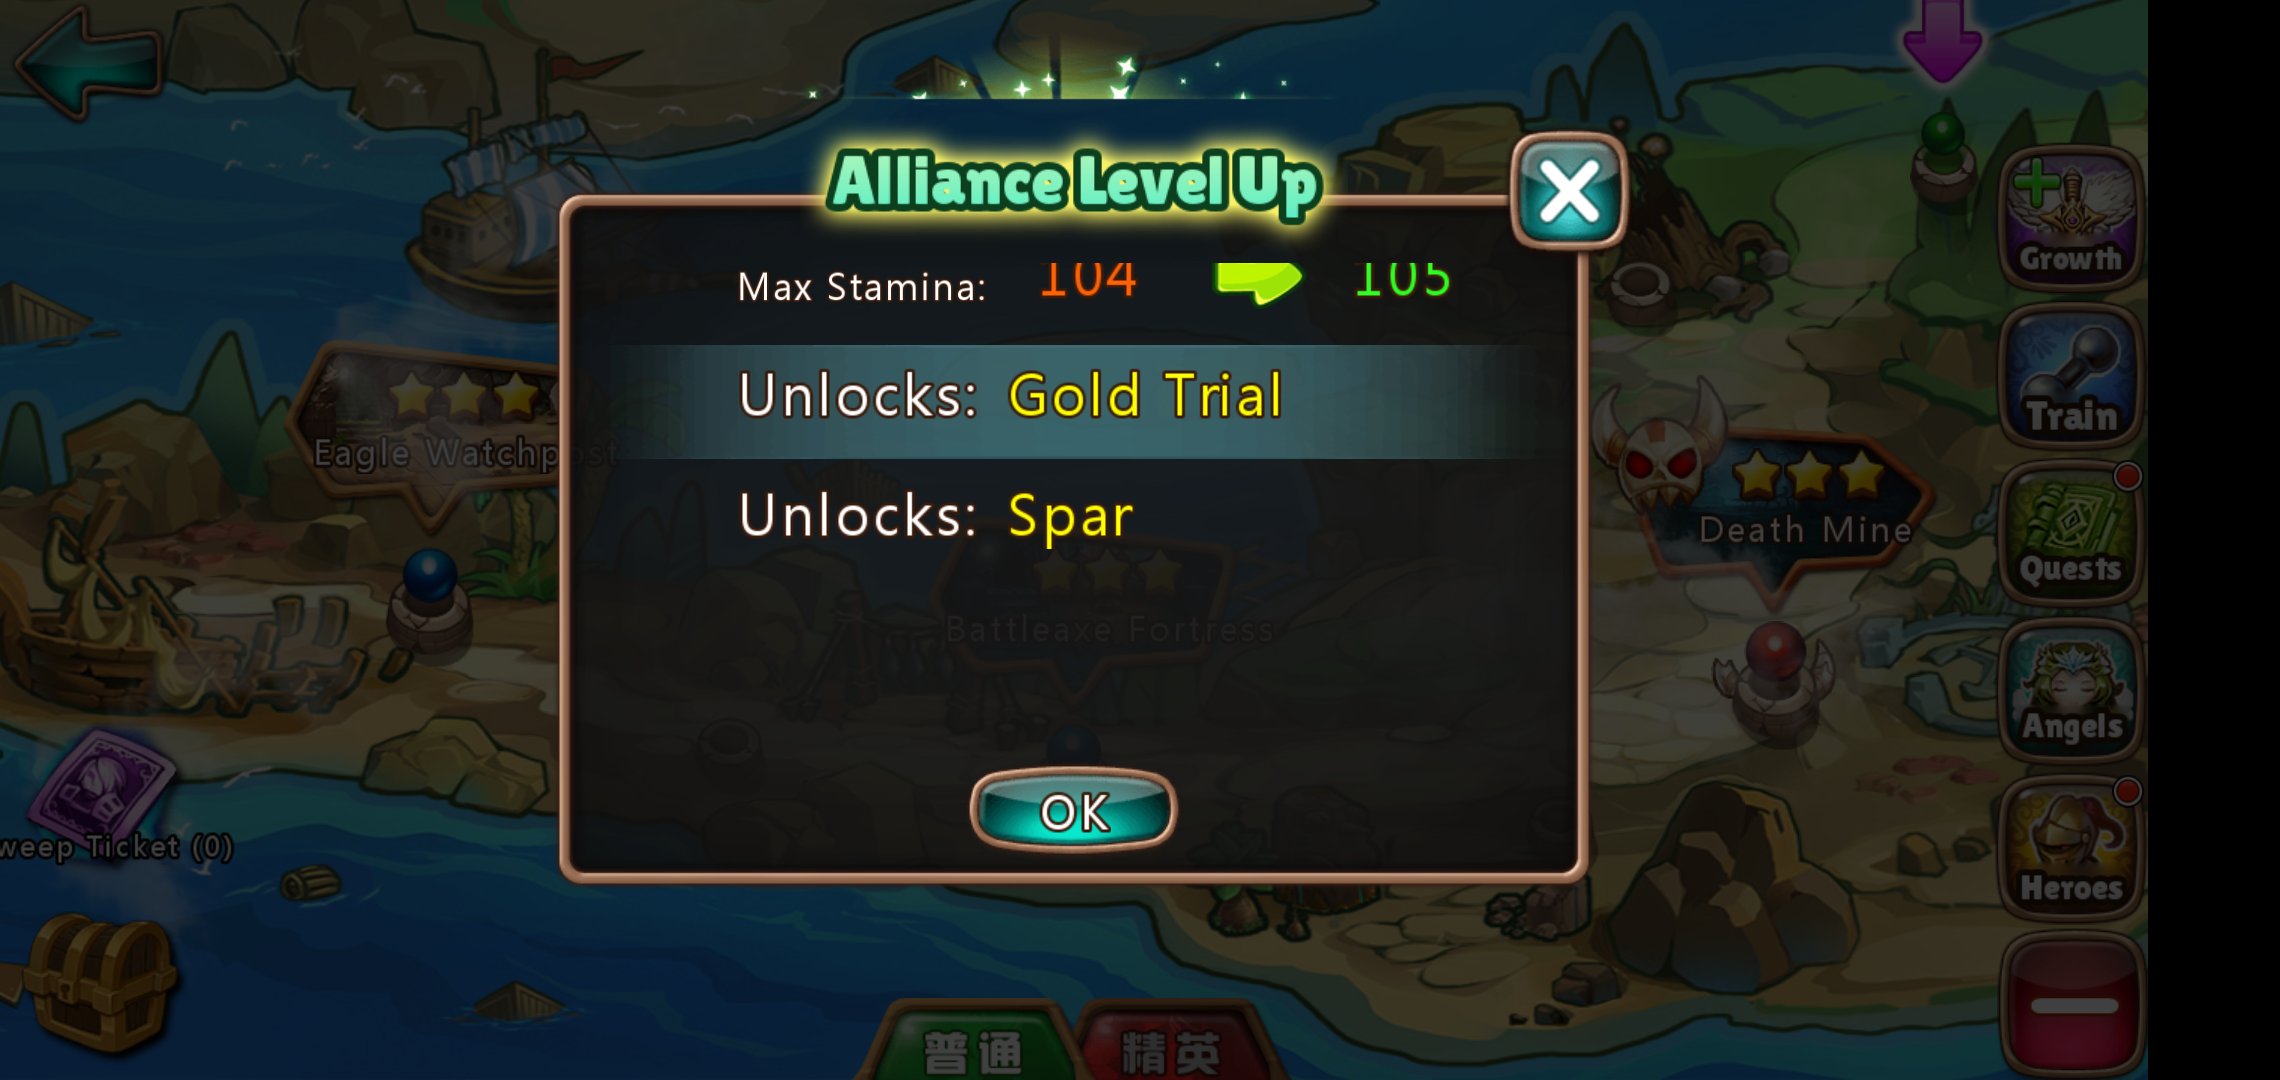 Alliance Level Up
Max Stamina: 104 105
Unlocks: Gold Trial
Unlocks: Spar
OK
Eagle Watchpost
Battleaxe Fortress
Death Mine
weep Ticket (0)
Growth
Train
Quests
Angels
Heroes
普通
精英